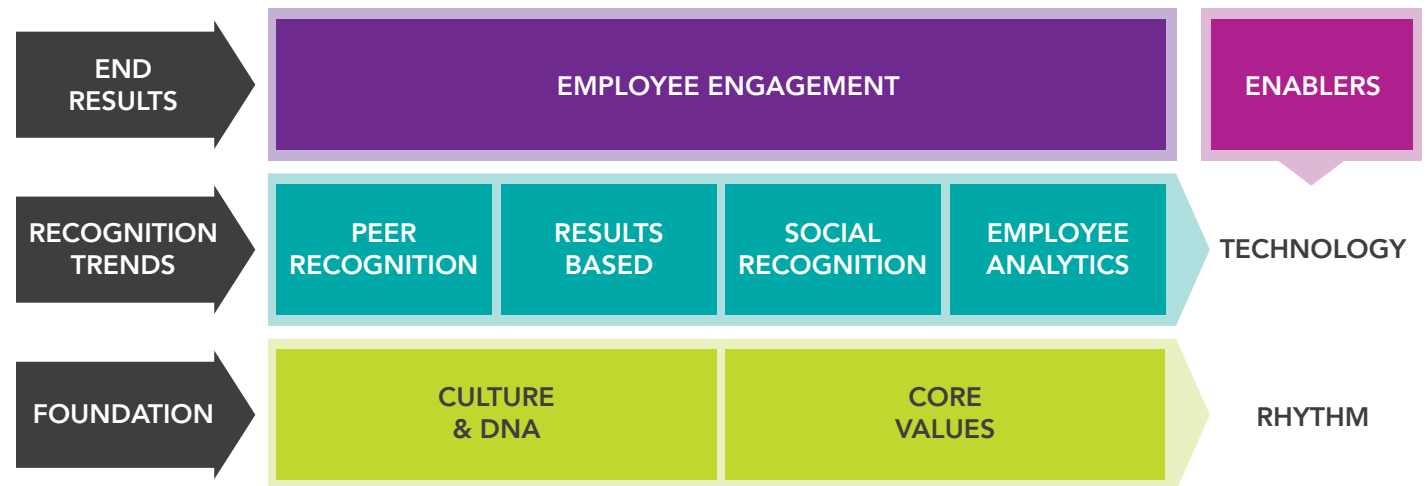 END
RESULTS
EMPLOYEE ENGAGEMENT
ENABLERS
RECOGNITION
TRENDS
PEER
RECOGNITION
RESULTS
BASED
SOCIAL
RECOGNITION
EMPLOYEE
ANALYTICS
TECHNOLOGY
FOUNDATION
CULTURE
& DNA
CORE
VALUES
RHYTHM